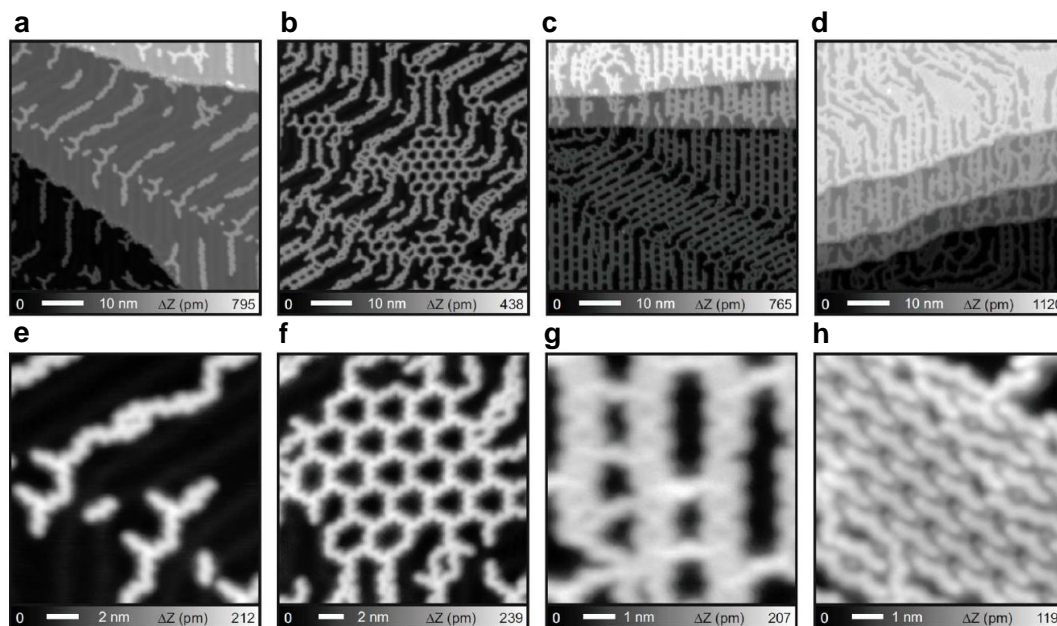 a b c d
0 10 nm ΔZ (pm) 795 0 10 nm ΔZ (pm) 438 0 10 nm ΔZ (pm) 765 0 10 nm ΔZ (pm) 1120
e f g h
0 2 nm ΔZ (pm) 212 0 2 nm ΔZ (pm) 239 0 1 nm ΔZ (pm) 207 0 1 nm ΔZ (pm) 119